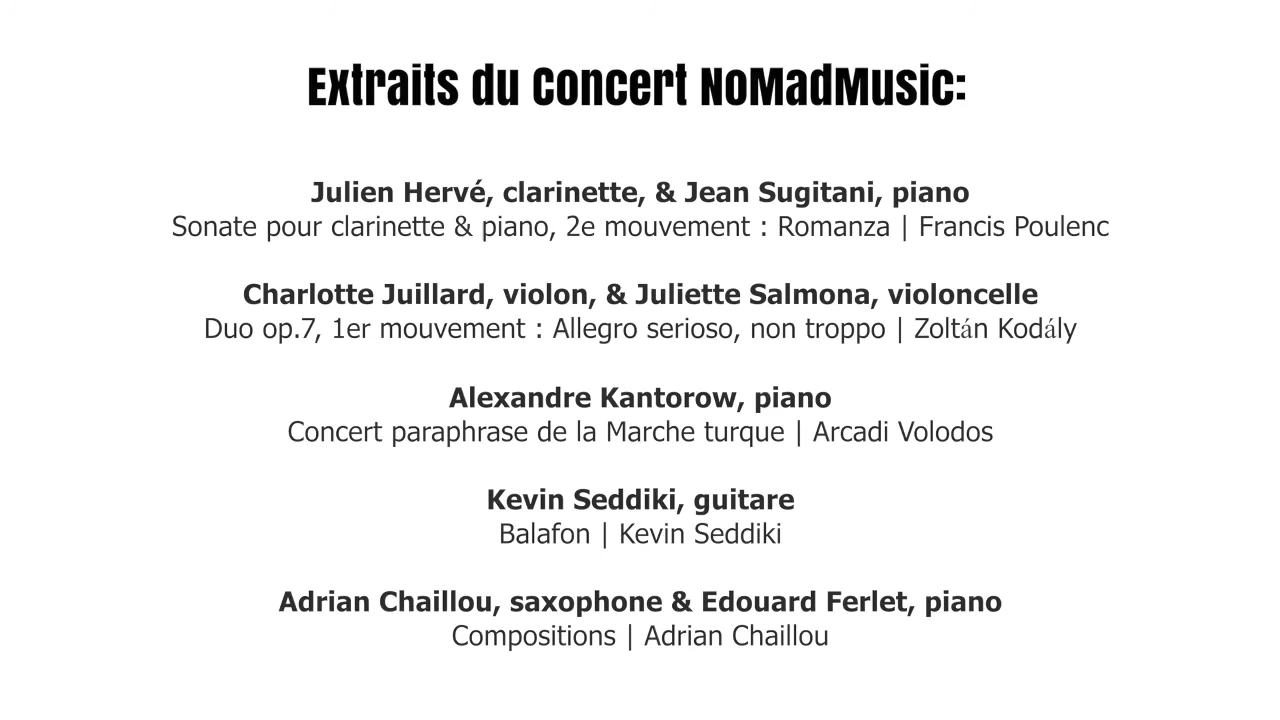 Extraits du Concert NoMadMusic:
Julien Hervé, clarinette, & Jean Sugitani, piano
Sonate pour clarinette & piano, 2e mouvement : Romanza | Francis Poulenc
Charlotte Juillard, violon, & Juliette Salmona, violoncelle
Duo op.7, 1er mouvement : Allegro serioso, non troppo | Zoltán Kodály
Alexandre Kantorow, piano
Concert paraphrase de la Marche turque | Arcadi Volodos
Kevin Seddiki, guitare
Balafon | Kevin Seddiki
Adrian Chaillou, saxophone & Edouard Ferlet, piano
Compositions | Adrian Chaillou